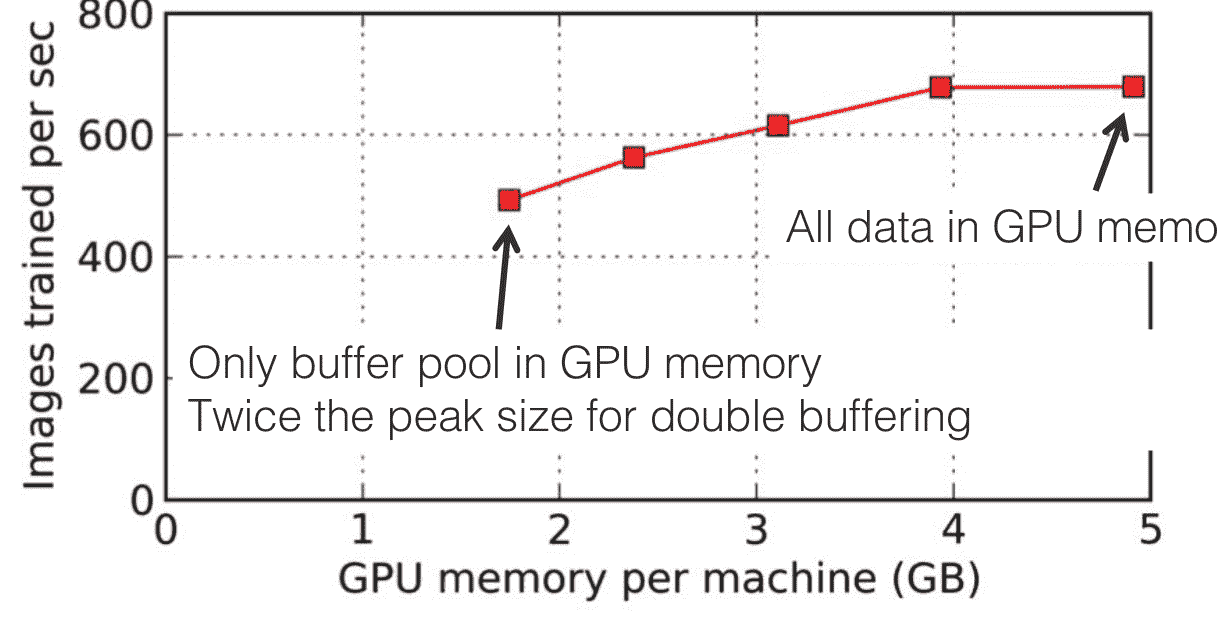 Images trained per sec
800
600
400
200
0
All data in GPU memo
Only buffer pool in GPU memory
Twice the peak size for double buffering
0 1 2 3 4 5
GPU memory per machine (GB)